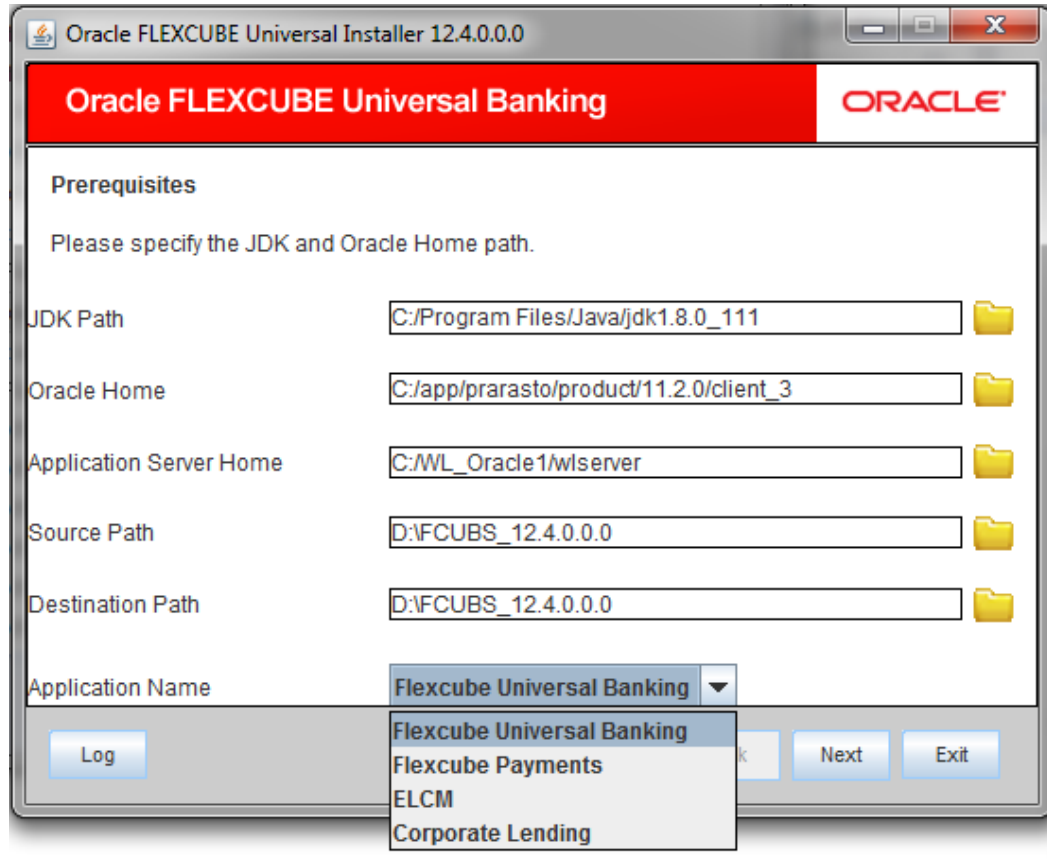 Oracle FLEXCUBE Universal Installer 12.4.0.0.0
Oracle FLEXCUBE Universal Banking
ORACLE
Prerequisites
Please specify the JDK and Oracle Home path.
JDK Path C:/Program Files/Java/jdk1.8.0_111
Oracle Home C:/app/prarasto/product/11.2.0/client_3
Application Server Home C:/WL_Oracle1/wlserver
Source Path D:\FCUBS_12.4.0.0.0
Destination Path D:\FCUBS_12.4.0.0.0
Application Name Flexcube Universal Banking
Flexcube Universal Banking
Log k Next Exit
Flexcube Payments
ELCM
Corporate Lending